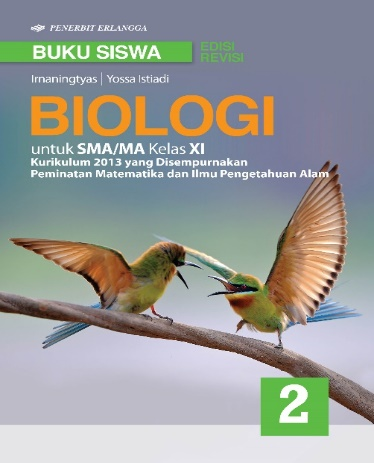 PENERBIT ERLANGGA
BUKU SISWA
EDISI
REVISI
Irnaningtyas | Yossa Istiadi
BIOLOGI
untuk SMA/MA Kelas XI
Kurikulum 2013 yang Disempurnakan
Peminatan Matematika dan Ilmu Pengetahuan Alam
2